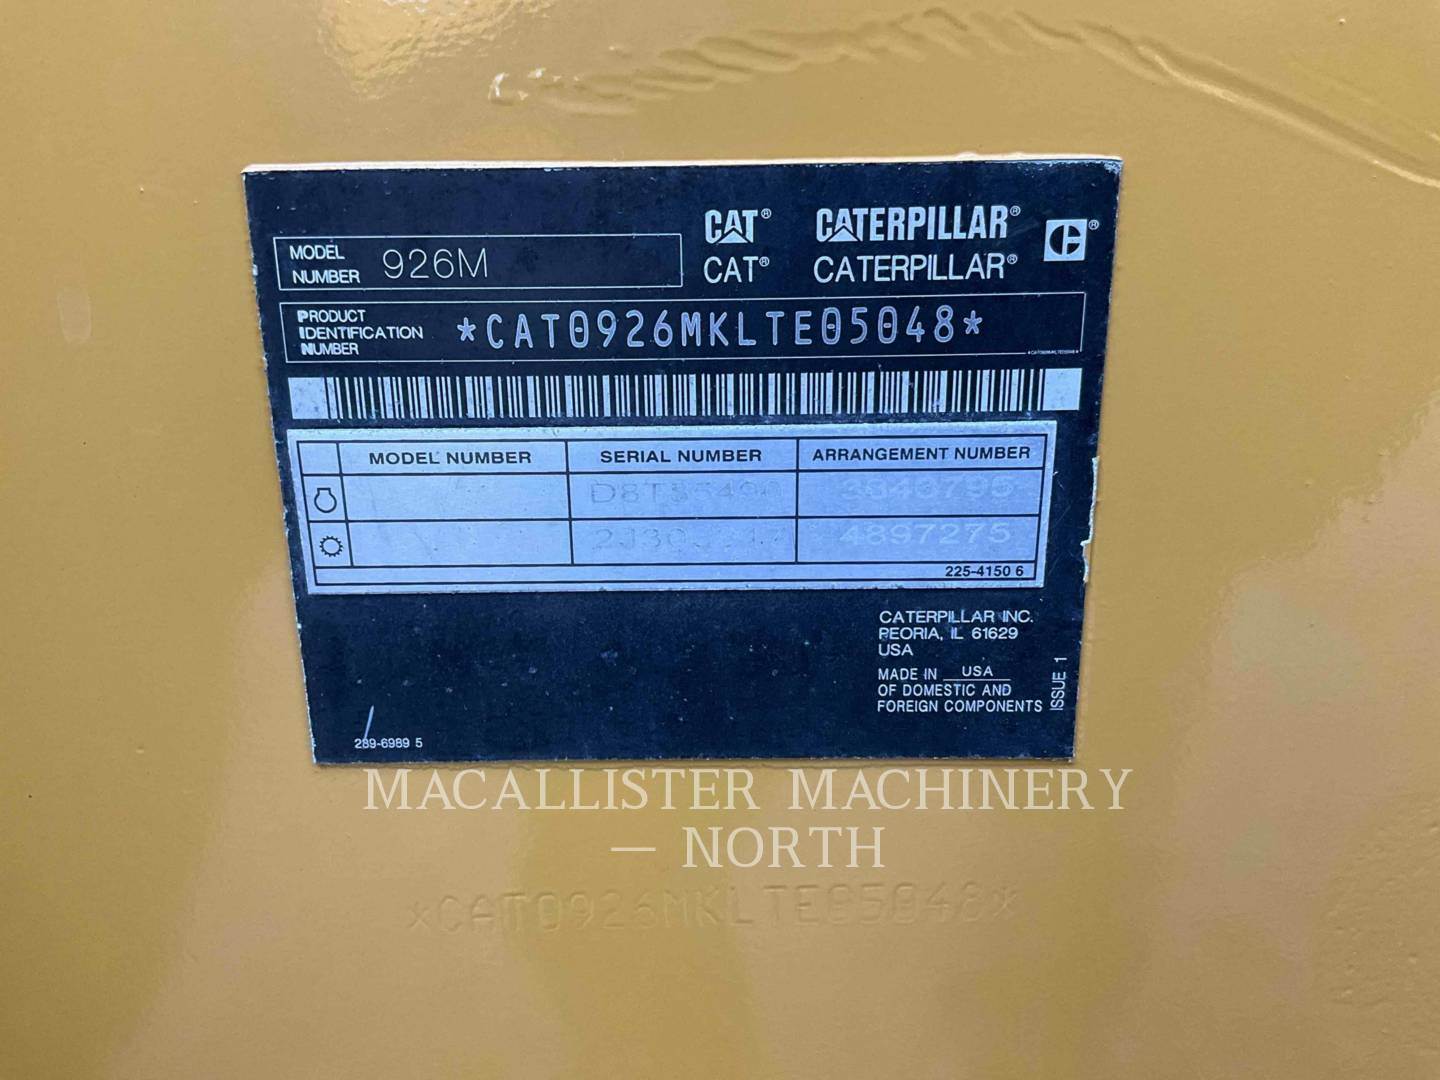 CAT® CATERPILLAR® ®
MODEL NUMBER 926M
CAT® CATERPILLAR®
PRODUCT IDENTIFICATION NUMBER *CAT0926MKLTE05048*
*CAT0926MKLTE05048*
MODEL NUMBER SERIAL NUMBER ARRANGEMENT NUMBER
4897275
225-4150 6
CATERPILLAR INC.
PEORIA, IL 61629
USA
MADE IN USA
OF DOMESTIC AND
FOREIGN COMPONENTS
ISSUE 1
289-6989 5
MACALLISTER MACHINERY
— NORTH
*CAT0926MKLTE05048*